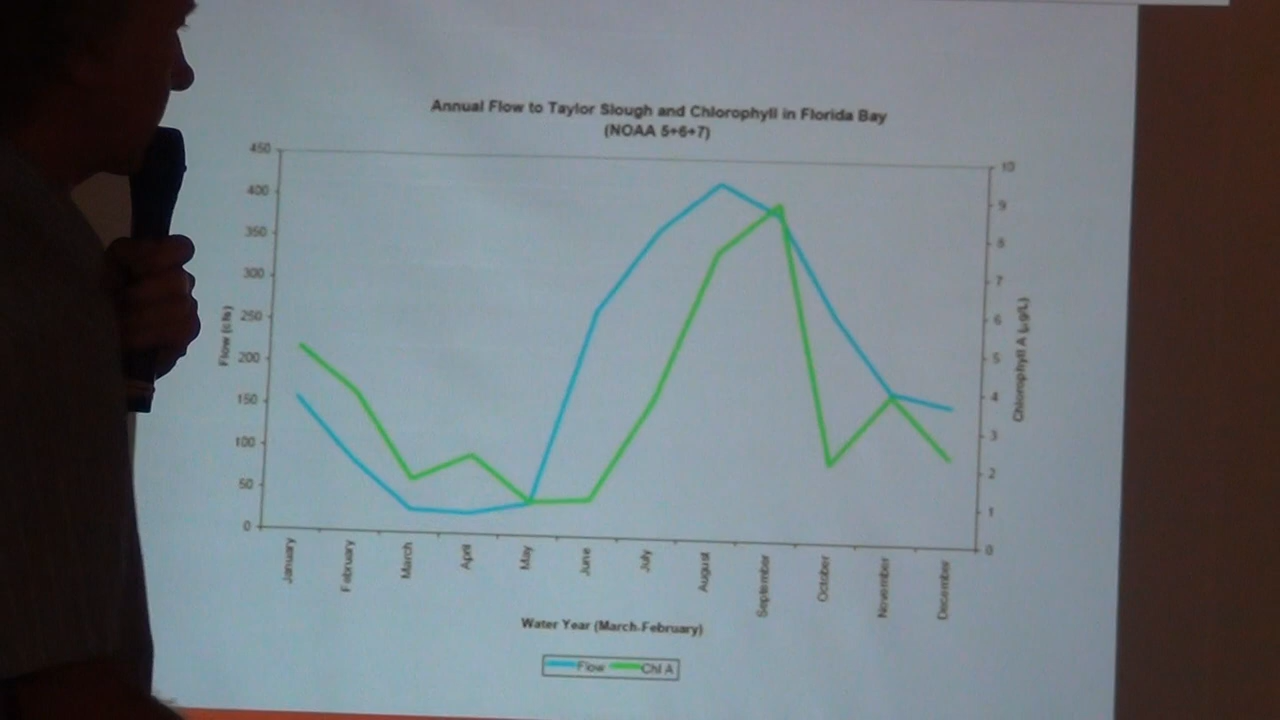 Annual Flow to Taylor Slough and Chlorophyll in Florida Bay
(NOAA 5+6+7)
450
400
350
300
250
200
150
100
50
0
Flow (cfs)
10
9
8
7
6
5
4
3
2
1
0
Chlorophyll A (µg/L)
January
February
March
April
May
June
July
August
September
October
November
December
Water Year (March-February)
Flow
Chl A